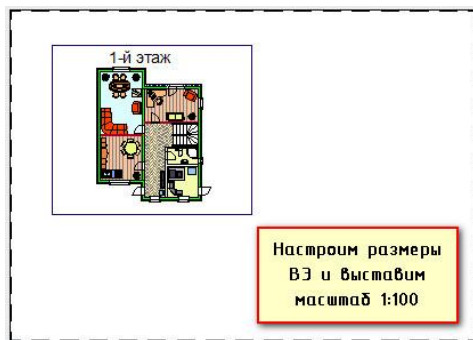 1-й этаж
Настроим размеры
ВЭ и выставим
масштаб 1:100